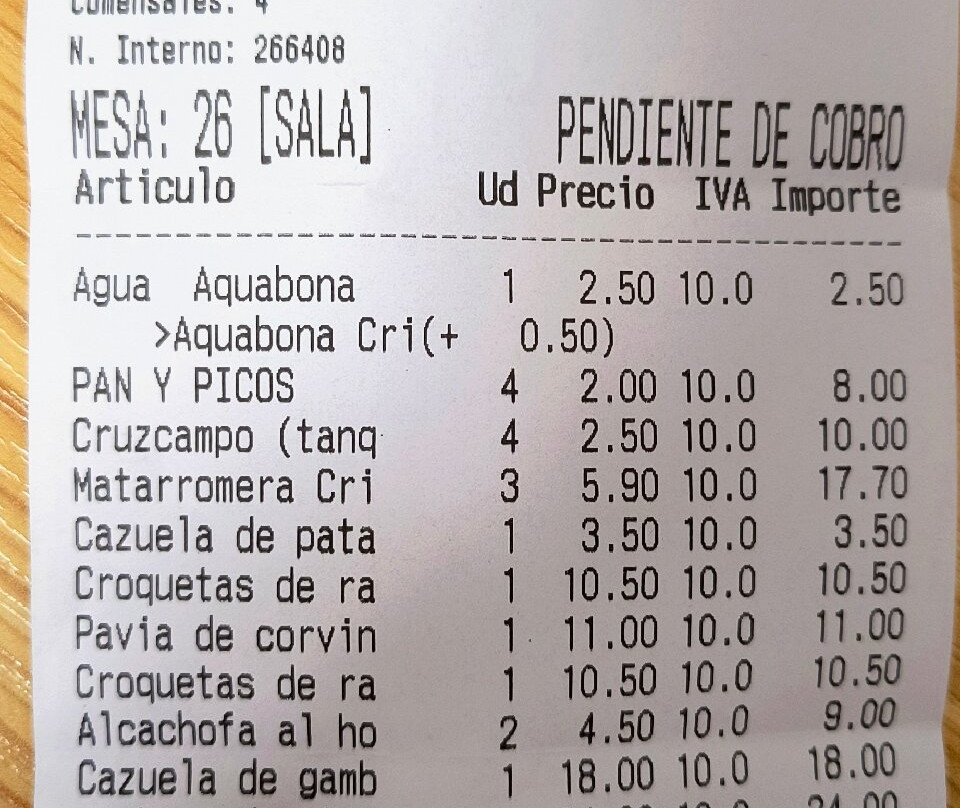 Comensales: 4
N. Interno: 266408
MESA: 26 [SALA] PENDIENTE DE COBRO
Articulo Ud Precio IVA Importe
--------------------------------------------
Agua Aquabona 1 2.50 10.0 2.50
>Aquabona Cri(+ 0.50)
PAN Y PICOS 4 2.00 10.0 8.00
Cruzcampo (tanq 4 2.50 10.0 10.00
Matarromera Cri 3 5.90 10.0 17.70
Cazuela de pata 1 3.50 10.0 3.50
Croquetas de ra 1 10.50 10.0 10.50
Pavia de corvin 1 11.00 10.0 11.00
Croquetas de ra 1 10.50 10.0 10.50
Alcachofa al ho 2 4.50 10.0 9.00
Cazuela de gamb 1 18.00 10.0 18.00